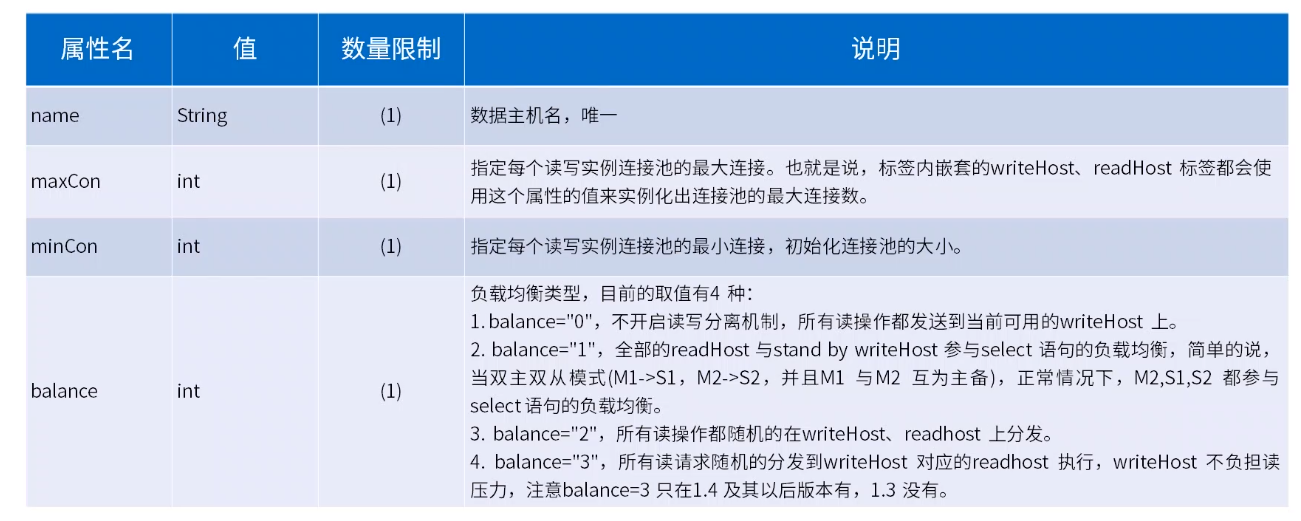 属性名 值 数量限制 说明
name String (1) 数据主机名，唯一
maxCon int (1) 指定每个读写实例连接池的最大连接。也就是说，标签内嵌套的writeHost、readHost 标签都会使
用这个属性的值来实例化出连接池的最大连接数。
minCon int (1) 指定每个读写实例连接池的最小连接，初始化连接池的大小。
balance int (1) 负载均衡类型，目前的取值有4 种：
1.balance="0"，不开启读写分离机制，所有读操作都发送到当前可用的writeHost 上。
2. balance="1"，全部的readHost 与stand by writeHost 参与select 语句的负载均衡，简单的说，
当双主双从模式(M1->S1，M2->S2，并且M1 与M2 互为主备)，正常情况下，M2,S1,S2 都参与
select语句的负载均衡。
3. balance="2"，所有读操作都随机的在writeHost、readhost 上分发。
4. balance="3"，所有读请求随机的分发到writeHost 对应的readhost 执行，writeHost 不负担读
压力，注意balance=3 只在1.4 及其以后版本有，1.3 没有。